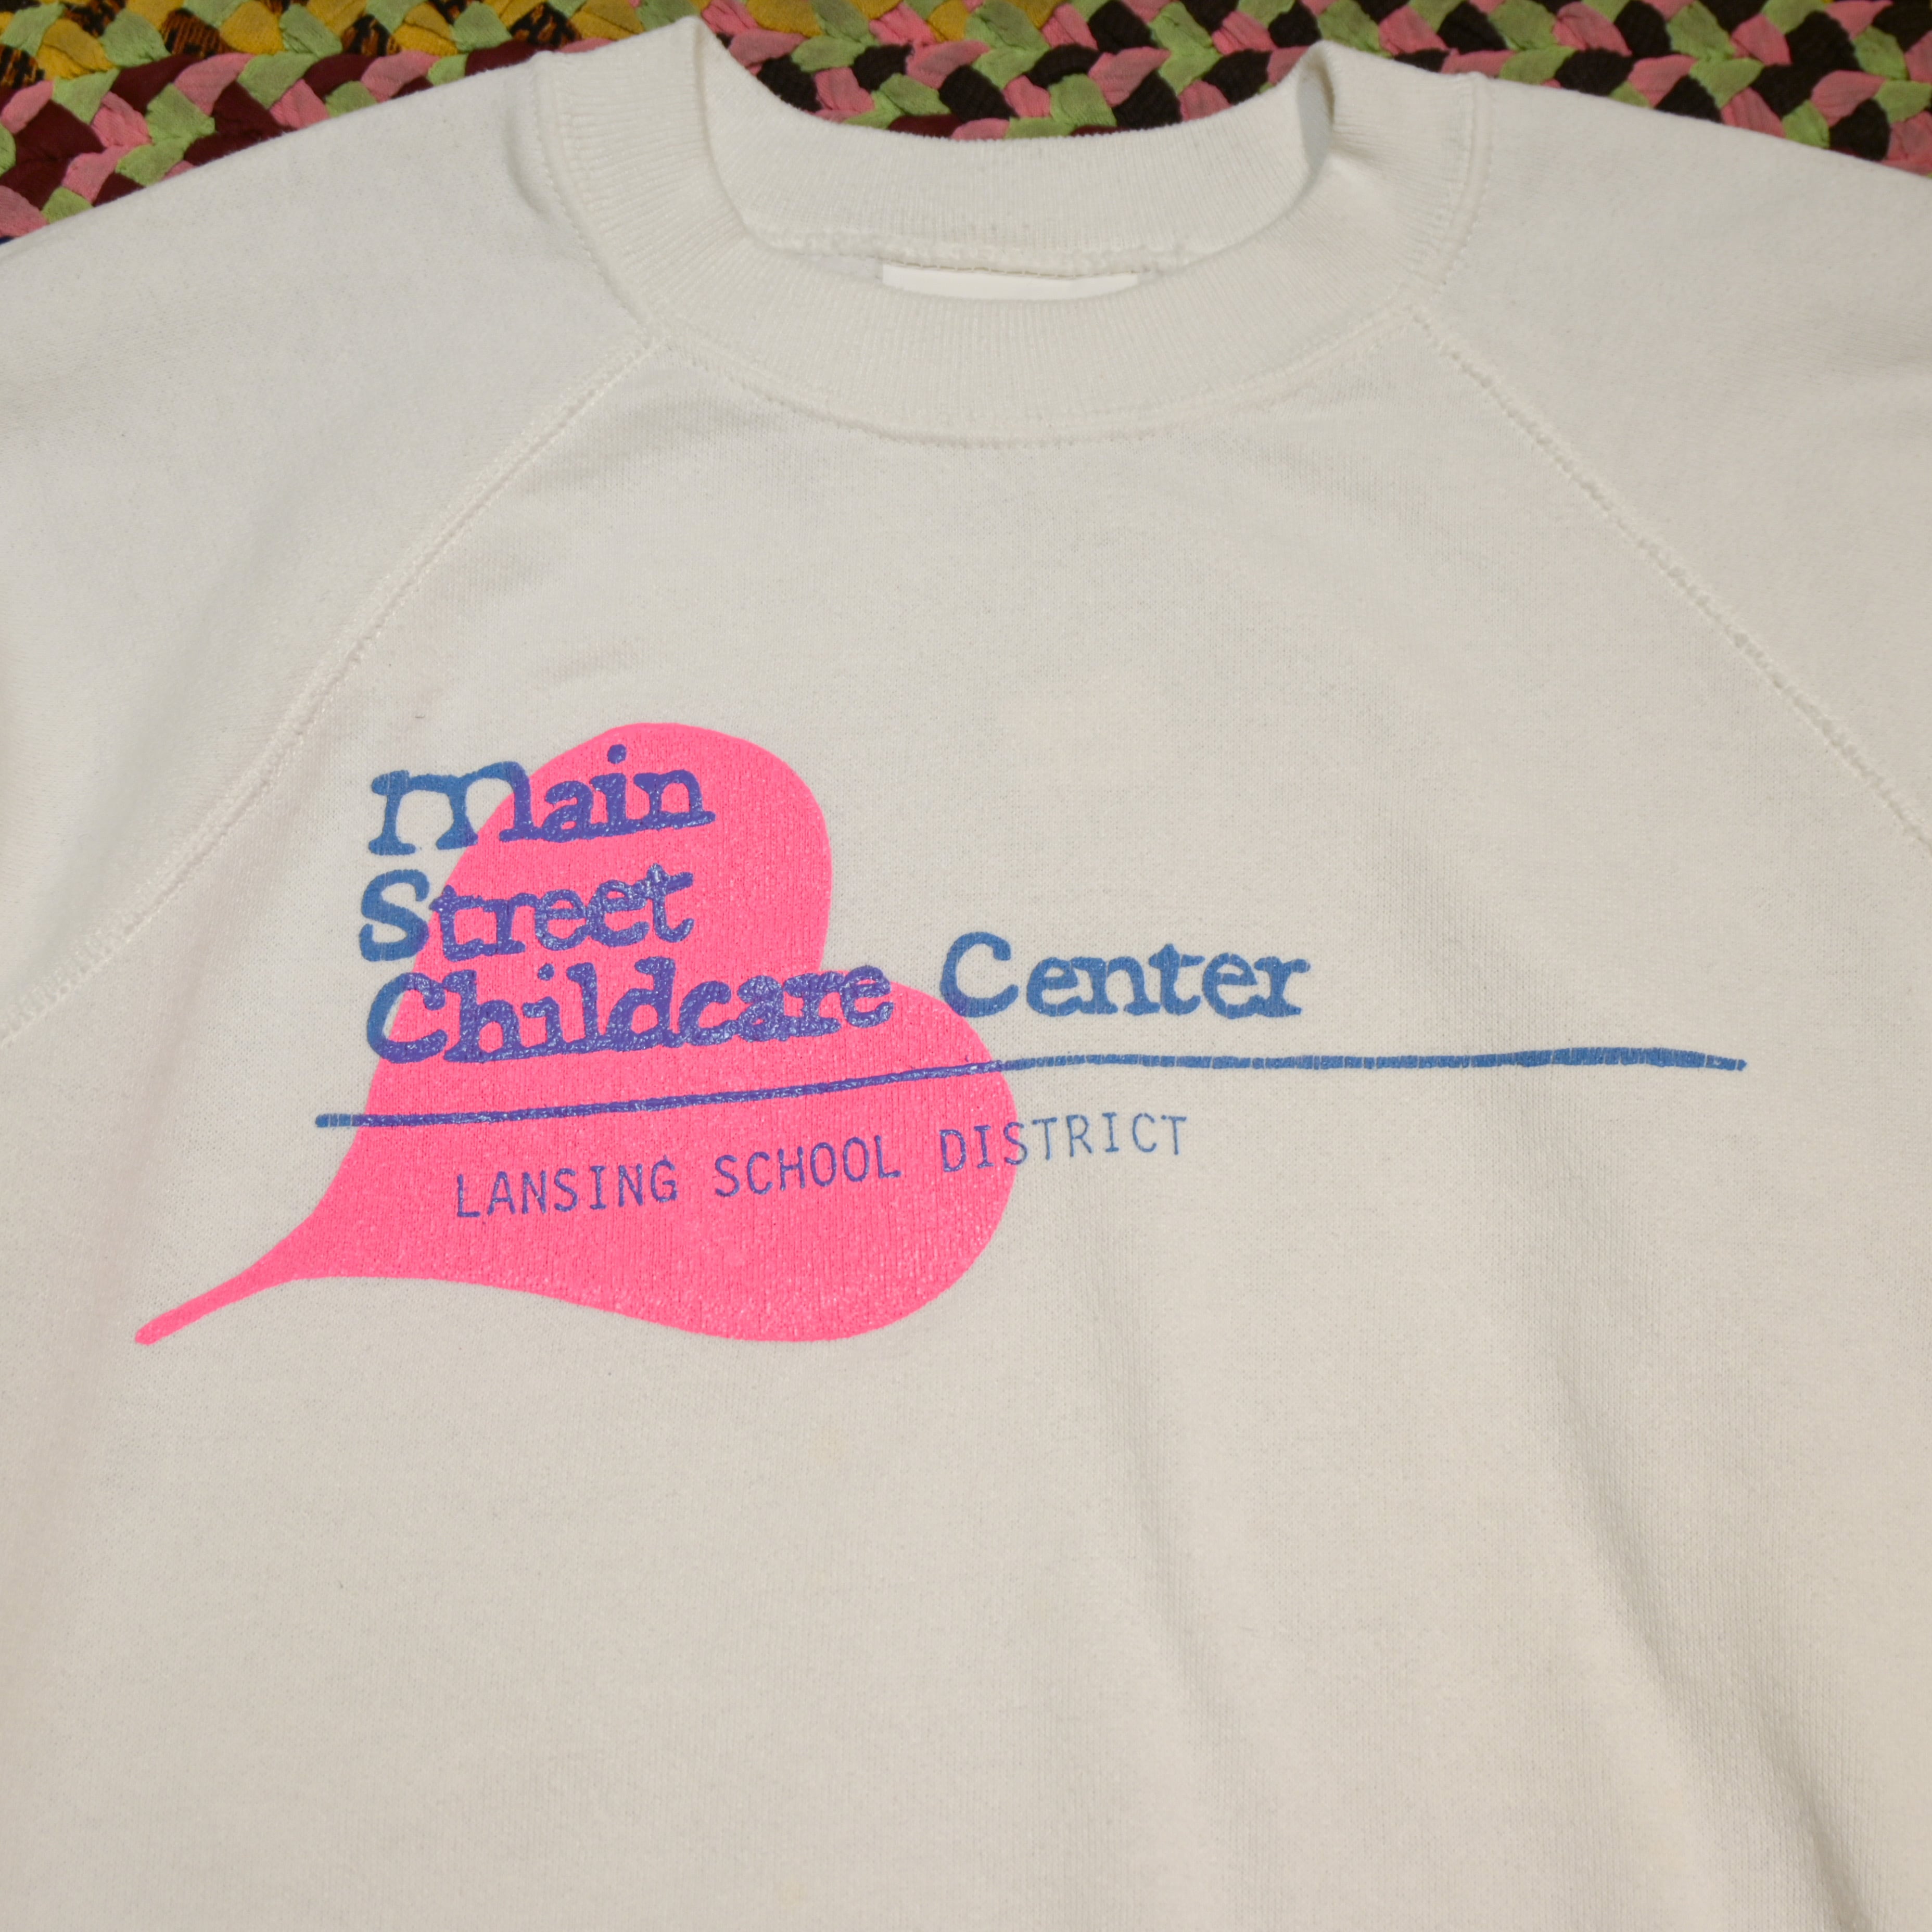 Main
Street
Childcare Center
LANSING SCHOOL DISTRICT